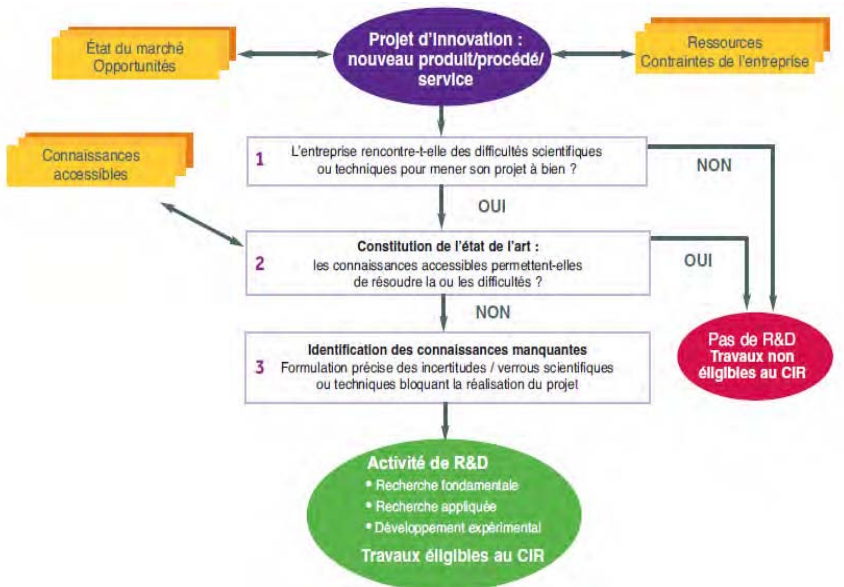 État du marché
Opportunités
Projet d'Innovation :
nouveau produit/procédé/
service
Ressources
Contraintes de l'entreprise
Connaissances
accessibles
1
L'entreprise rencontre-t-elle des difficultés scientifiques
ou techniques pour mener son projet à bien ?
NON
OUI
2
Constitution de l'état de l'art :
les connaissances accessibles permettent-elles
de résoudre la ou les difficultés ?
OUI
NON
Pas de R&D
Travaux non
éligibles au CIR
3
Identification des connaissances manquantes
Formulation précise des incertitudes / verrous scientifiques
ou techniques bloquant la réalisation du projet
Activité de R&D
• Recherche fondamentale
• Recherche appliquée
• Développement expérimental
Travaux éligibles au CIR